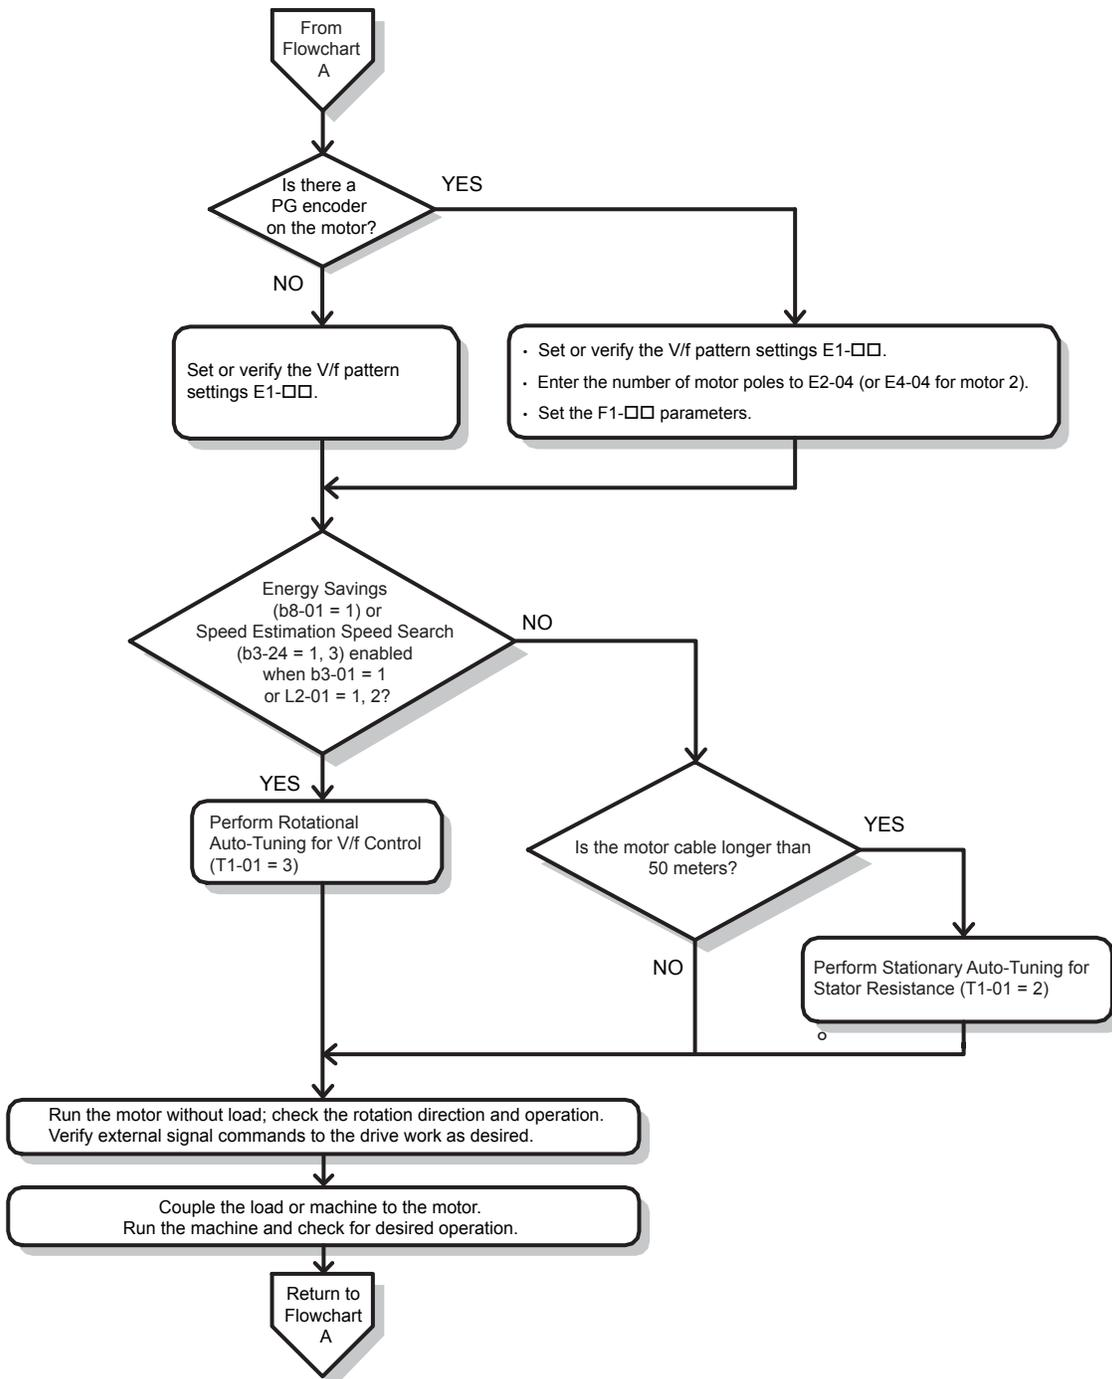 From
Flowchart
A
Is there a
PG encoder
on the motor?
YES
NO
Set or verify the V/f pattern
settings E1-□□.
· Set or verify the V/f pattern settings E1-□□.
· Enter the number of motor poles to E2-04 (or E4-04 for motor 2).
· Set the F1-□□ parameters.
Energy Savings
(b8-01 = 1) or
Speed Estimation Speed Search
(b3-24 = 1, 3) enabled
when b3-01 = 1
or L2-01 = 1, 2?
NO
YES
Perform Rotational
Auto-Tuning for V/f Control
(T1-01 = 3)
Is the motor cable longer than
50 meters?
YES
NO
Perform Stationary Auto-Tuning for
Stator Resistance (T1-01 = 2)
Run the motor without load; check the rotation direction and operation.
Verify external signal commands to the drive work as desired.
Couple the load or machine to the motor.
Run the machine and check for desired operation.
Return to
Flowchart
A